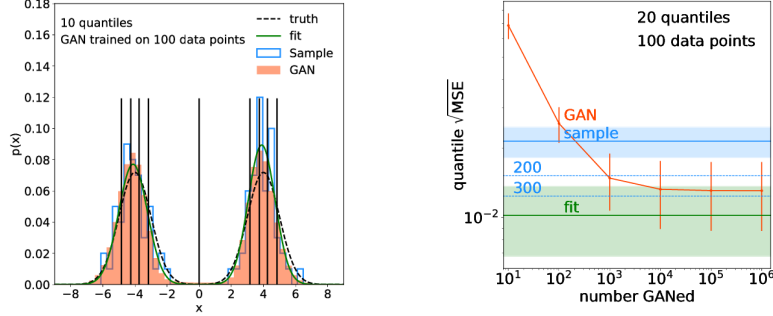 10 quantiles
GAN trained on 100 data points
truth
fit
Sample
GAN
0.18
0.16
0.14
0.12
0.10
0.08
0.06
0.04
0.02
0.00
p(x)
−8 −6 −4 −2 0 2 4 6 8
x
20 quantiles
100 data points
GAN
sample
200
300
fit
quantile √MSE
10⁻²
10¹ 10² 10³ 10⁴ 10⁵ 10⁶
number GANed